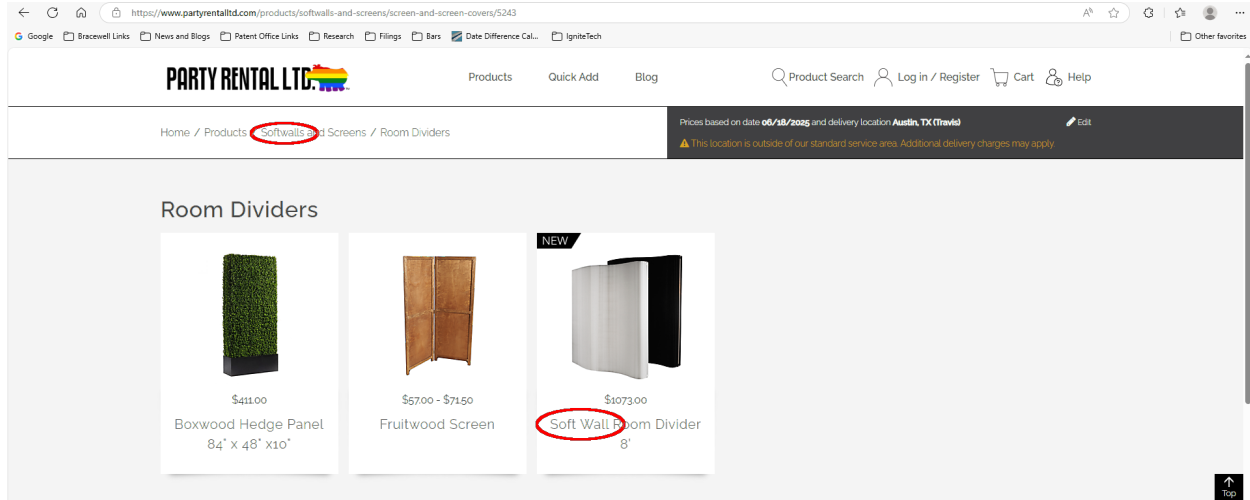 https://www.partyrentalltd.com/products/softwalls-and-screens/screen-and-screen-covers/5243
Google Bracewell Links News and Blogs Patent Office Links Research Filings Bars Date Difference Cal... IgniteTech Other favorites
PARTY RENTAL LTD. Products Quick Add Blog Product Search Log in / Register Cart Help
Home / Products / Softwalls and Screens / Room Dividers
Prices based on date 06/18/2025 and delivery location Austin, TX (Travis) Edit
This location is outside of our standard service area. Additional delivery charges may apply.
Room Dividers
NEW
$411.00 $57.00 - $71.50 $1073.00
Boxwood Hedge Panel Fruitwood Screen Soft Wall Room Divider
84" x 48" x10" 8'
Top